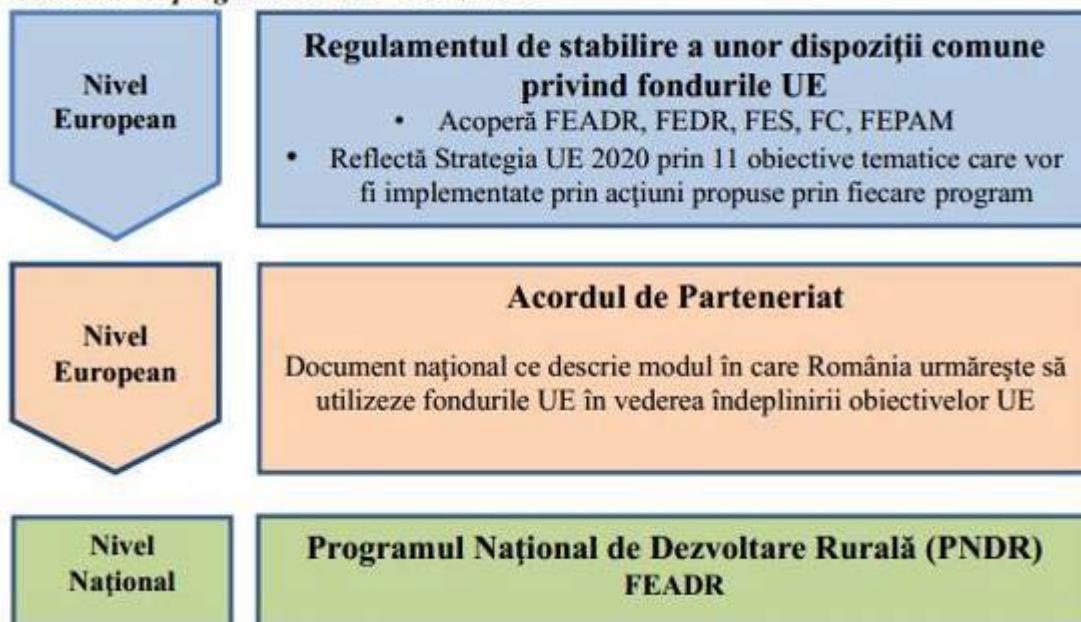 Nivel
European
Regulamentul de stabilire a unor dispoziţii comune
privind fondurile UE
• Acoperă FEADR, FEDR, FES, FC, FEPAM
• Reflectă Strategia UE 2020 prin 11 obiective tematice care vor
fi implementate prin acţiuni propuse prin fiecare program
Nivel
European
Acordul de Parteneriat
Document naţional ce descrie modul în care România urmăreşte să
utilizeze fondurile UE în vederea îndeplinirii obiectivelor UE
Nivel
Naţional
Programul Naţional de Dezvoltare Rurală (PNDR)
FEADR